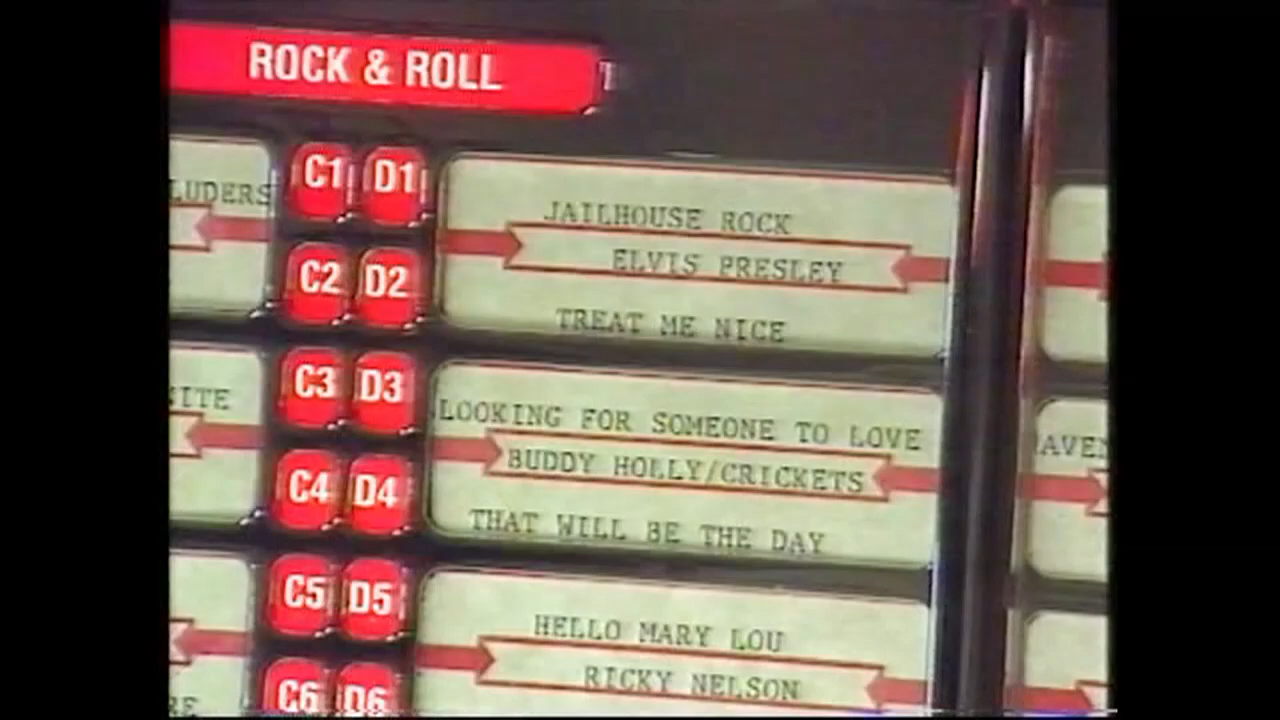 ROCK & ROLL
LUDERS
C1 D1
JAILHOUSE ROCK
ELVIS PRESLEY
C2 D2
TREAT ME NICE
C3 D3
LOOKING FOR SOMEONE TO LOVE
BUDDY HOLLY/CRICKETS
C4 D4
THAT WILL BE THE DAY
C5 D5
HELLO MARY LOU
RICKY NELSON
C6 D6